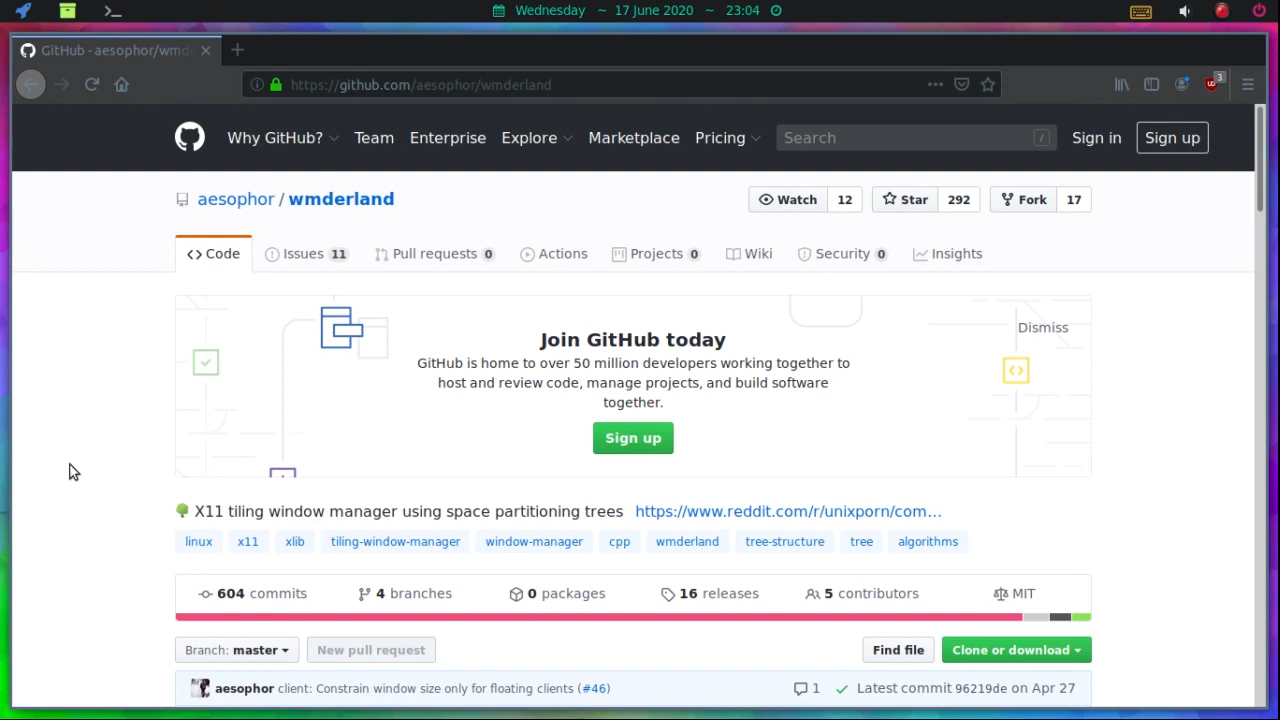 Wednesday ~ 17 June 2020 ~ 23:04
GitHub - aesophor/wmd
https://github.com/aesophor/wmderland
3
Why GitHub? Team Enterprise Explore Marketplace Pricing Search / Sign in Sign up
aesophor / wmderland
Watch 12 Star 292 Fork 17
Code Issues 11 Pull requests 0 Actions Projects 0 Wiki Security 0 Insights
Join GitHub today
Dismiss
GitHub is home to over 50 million developers working together to
host and review code, manage projects, and build software
together.
Sign up
X11 tiling window manager using space partitioning trees https://www.reddit.com/r/unixporn/com…
linux x11 xlib tiling-window-manager window-manager cpp wmderland tree-structure tree algorithms
604 commits 4 branches 0 packages 16 releases 5 contributors MIT
Branch: master New pull request Find file Clone or download
aesophor client: Constrain window size only for floating clients (#46) 1 Latest commit 96219de on Apr 27